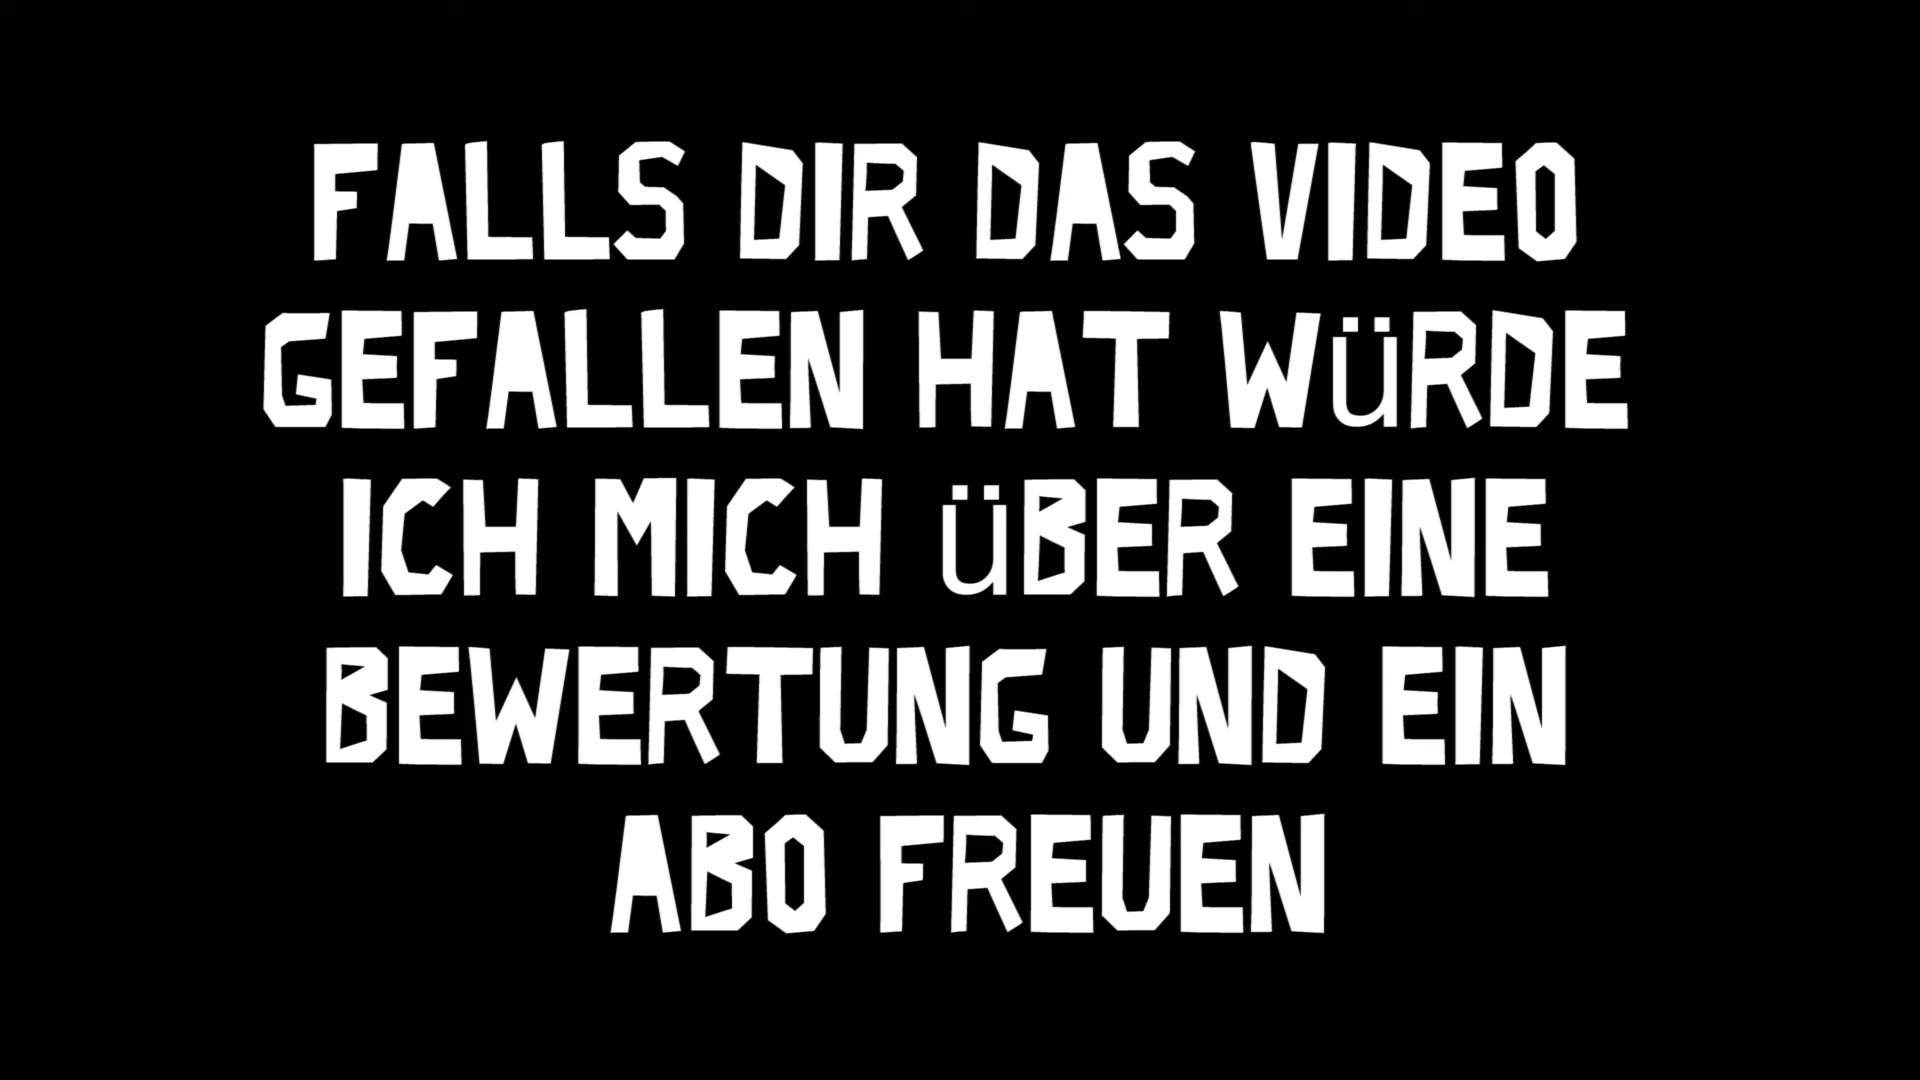 FALLS DIR DAS VIDEO
GEFALLEN HAT WüRDE
ICH MICH üBER EINE
BEWERTUNG UND EIN
ABO FREUEN